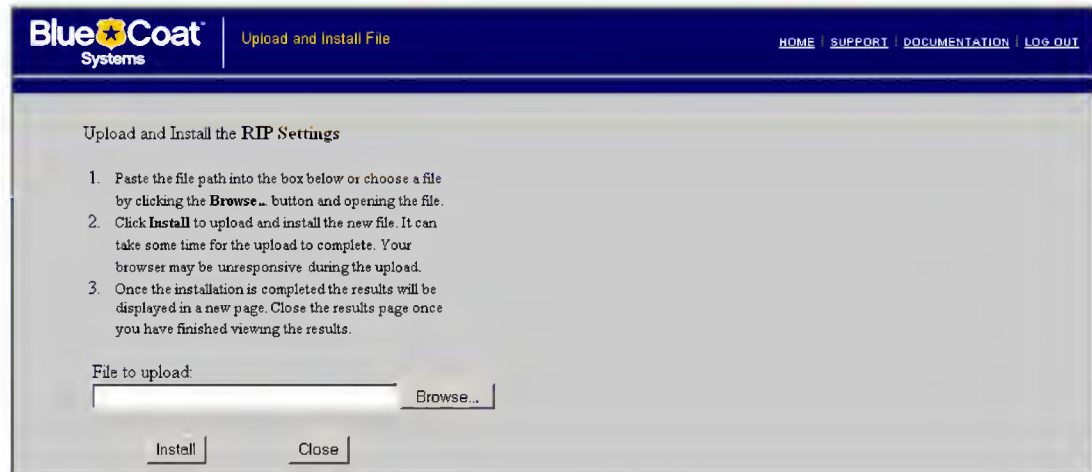 Blue Coat Systems
Upload and Install File
HOME | SUPPORT | DOCUMENTATION | LOG OUT
Upload and Install the RIP Settings
1. Paste the file path into the box below or choose a file
by clicking the Browse... button and opening the file.
2. Click Install to upload and install the new file. It can
take some time for the upload to complete. Your
browser may be unresponsive during the upload.
3. Once the installation is completed the results will be
displayed in a new page. Close the results page once
you have finished viewing the results.
File to upload:
Browse...
Install Close